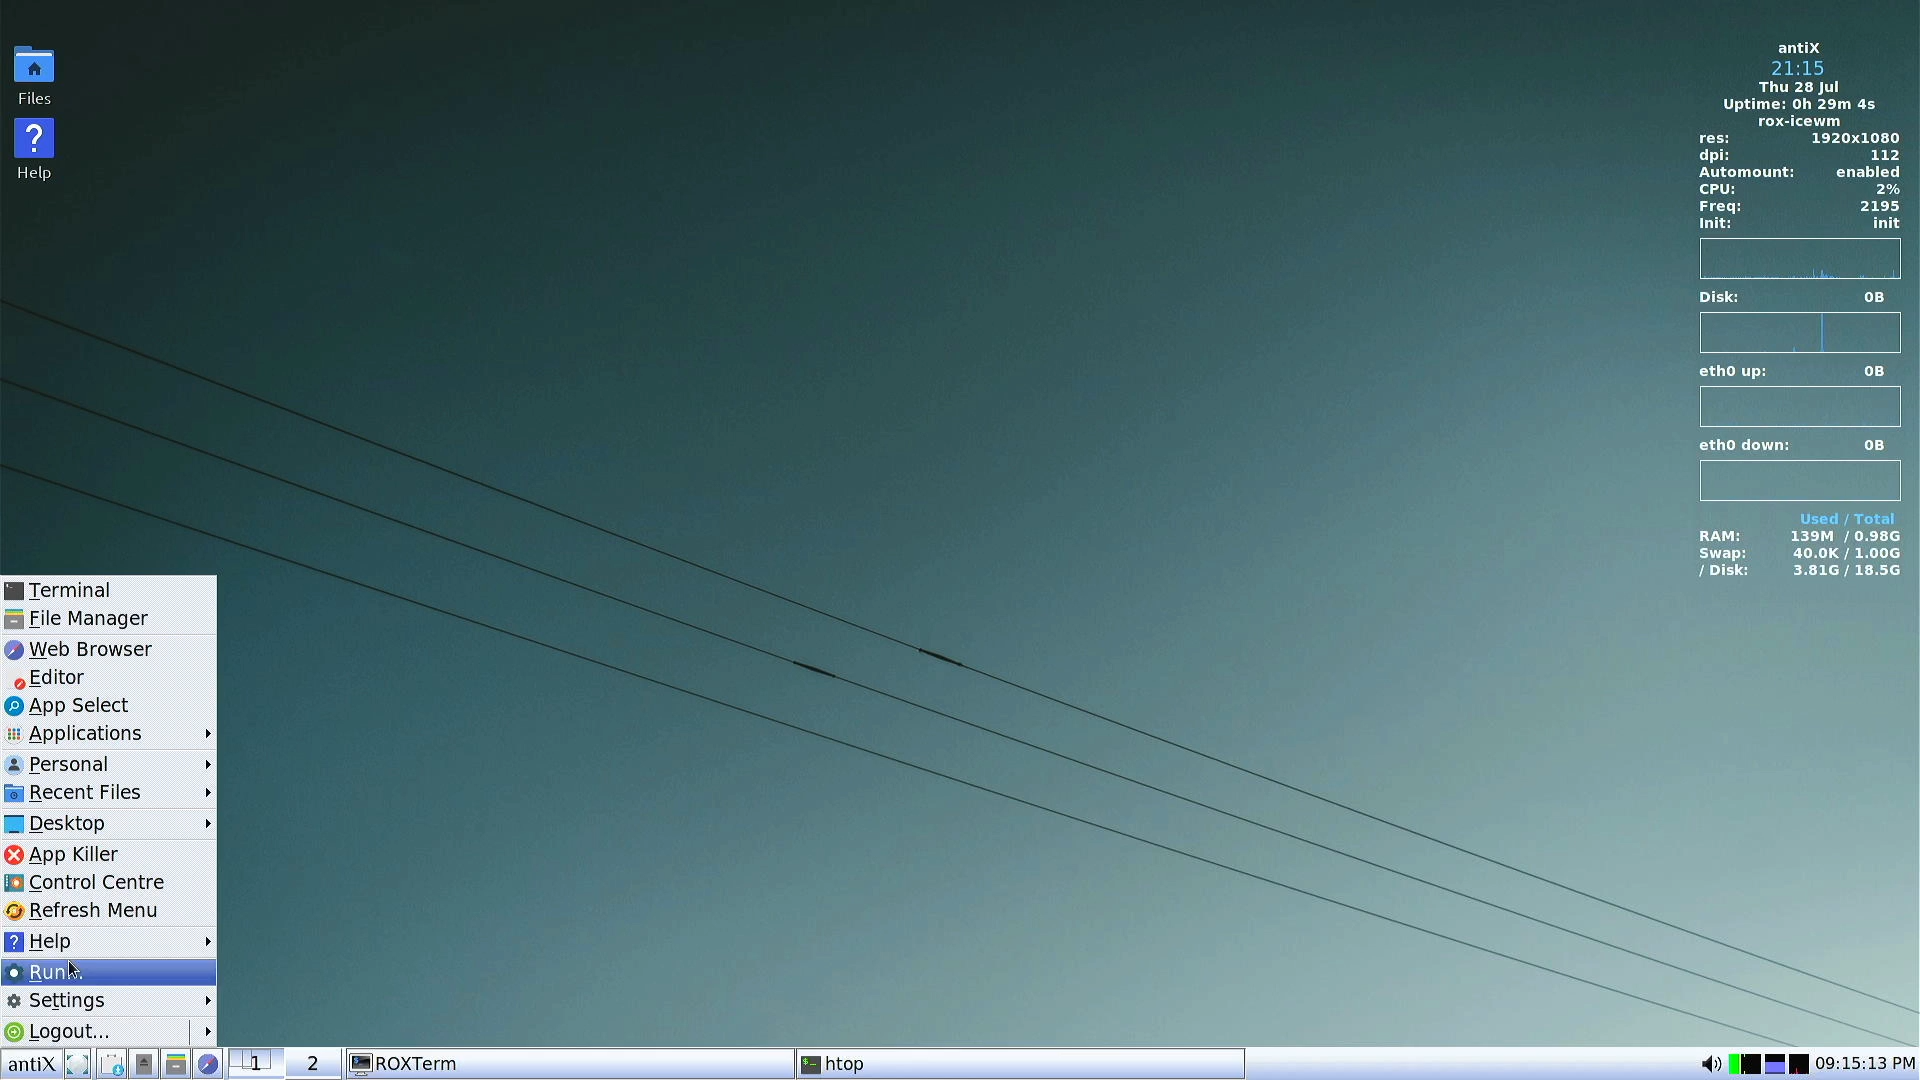 Files
Help
antiX
21:15
Thu 28 Jul
Uptime: 0h 29m 4s
rox-icewm
res: 1920x1080
dpi: 112
Automount: enabled
CPU: 2%
Freq: 2195
Init: init
Disk: 0B
eth0 up: 0B
eth0 down: 0B
Used / Total
RAM: 139M / 0.98G
Swap: 40.0K / 1.00G
/ Disk: 3.81G / 18.5G
Terminal
File Manager
Web Browser
Editor
App Select
Applications
Personal
Recent Files
Desktop
App Killer
Control Centre
Refresh Menu
Help
Run...
Settings
Logout...
antiX 1 2 ROXTerm htop 09:15:13 PM